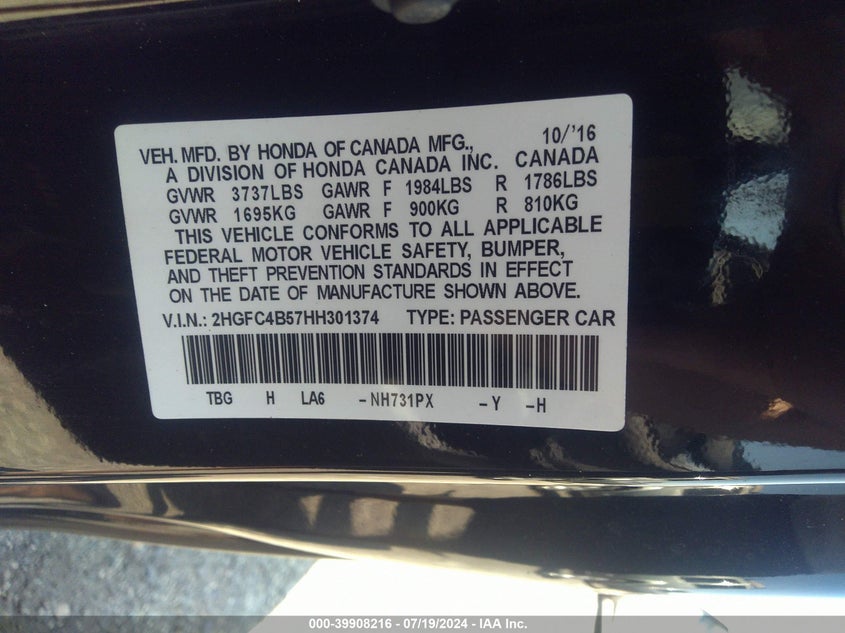 10/'16
VEH. MFD. BY HONDA OF CANADA MFG.,
A DIVISION OF HONDA CANADA INC. CANADA
GVWR 3737LBS GAWR F 1984LBS R 1786LBS
GVWR 1695KG GAWR F 900KG R 810KG
THIS VEHICLE CONFORMS TO ALL APPLICABLE
FEDERAL MOTOR VEHICLE SAFETY, BUMPER,
AND THEFT PREVENTION STANDARDS IN EFFECT
ON THE DATE OF MANUFACTURE SHOWN ABOVE.
V.I.N.: 2HGFC4B57HH301374 TYPE: PASSENGER CAR
TBG H LA6 –NH731PX –Y –H
000-39908216 - 07/19/2024 - IAA Inc.